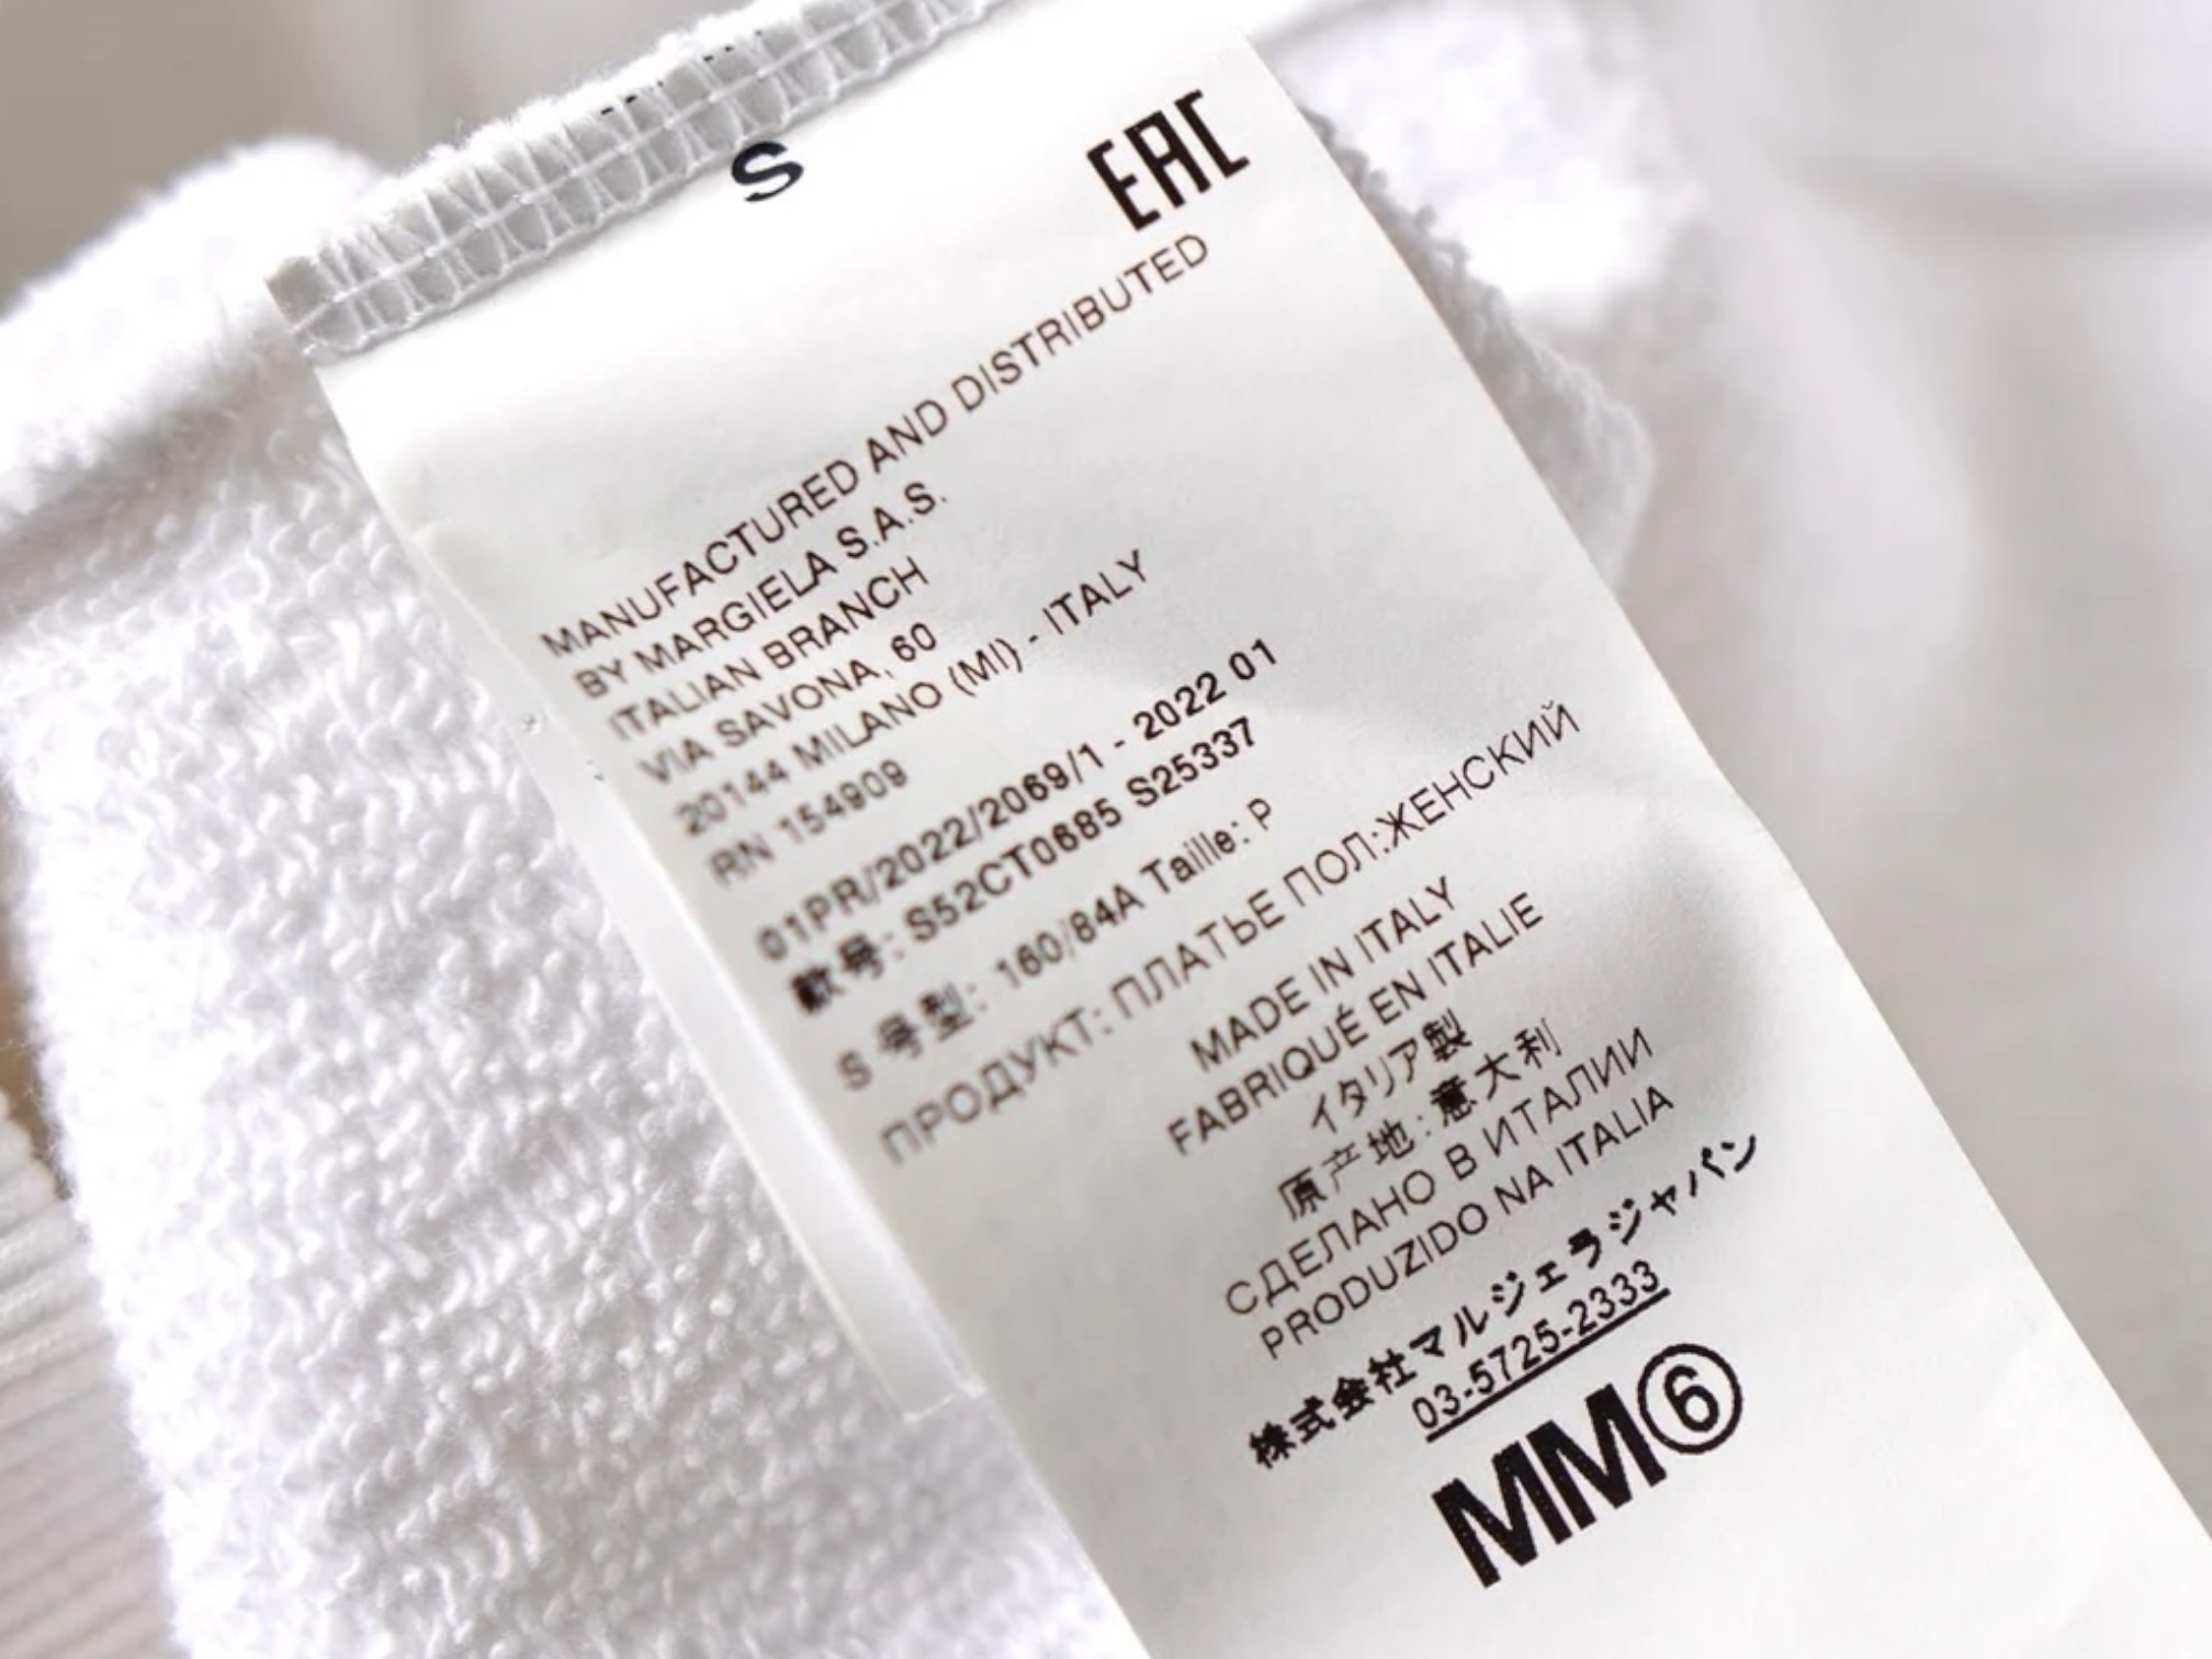 S
EAC
MANUFACTURED AND DISTRIBUTED
BY MARGIELA S.A.S.
ITALIAN BRANCH
VIA SAVONA, 60
20144 MILANO (MI) - ITALY
RN 154909
01PR/2022/2069/1 - 2022 01
款号: S52CT0685 S25337
S 号型: 160/84A Taille: P
ПРОДУКТ: ПЛАТЬЕ ПОЛ:ЖЕНСКИЙ
MADE IN ITALY
FABRIQUÉ EN ITALIE
イタリア製
原产地: 意大利
СДЕЛАНО В ИТАЛИИ
PRODUZIDO NA ITALIA
株式会社マルジェラジャパン
03-5725-2333
MM⑥